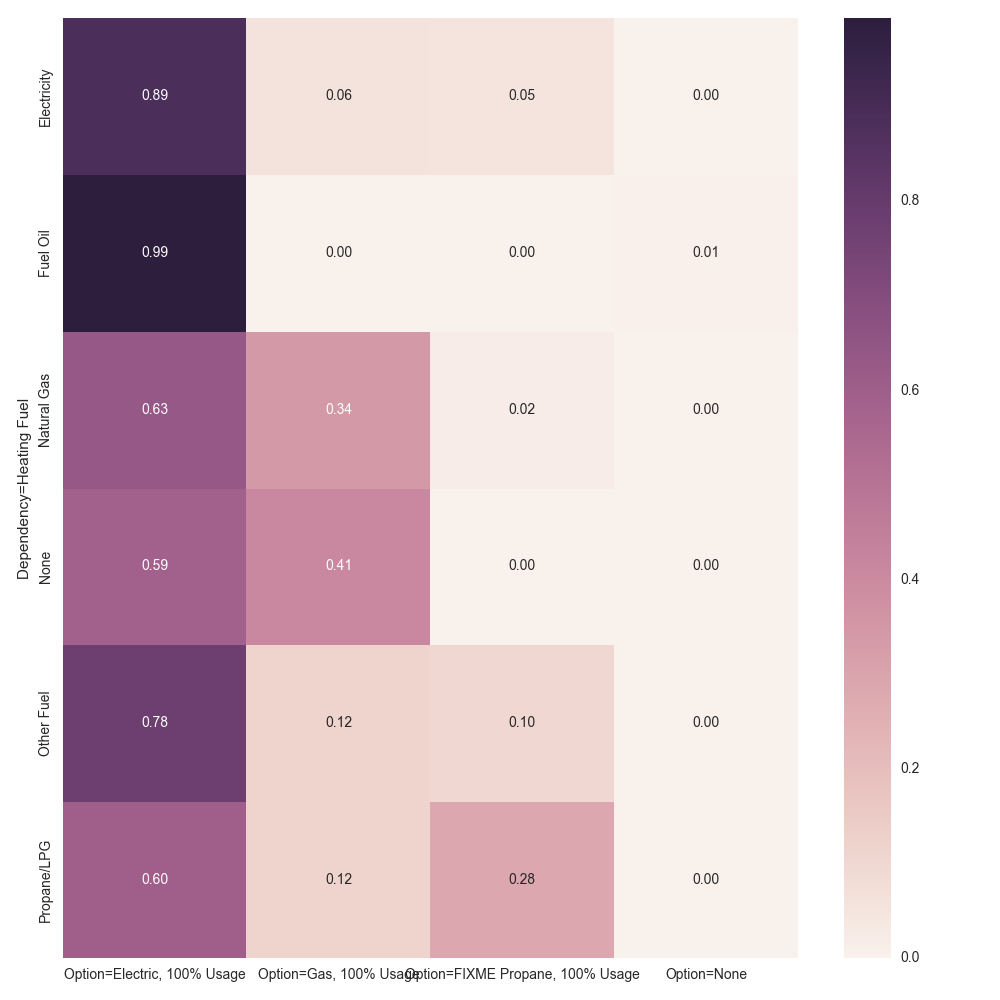 Dependency=Heating Fuel
Electricity
0.89 0.06 0.05 0.00
Fuel Oil
0.99 0.00 0.00 0.01
Natural Gas
0.63 0.34 0.02 0.00
None
0.59 0.41 0.00 0.00
Other Fuel
0.78 0.12 0.10 0.00
Propane/LPG
0.60 0.12 0.28 0.00
Option=Electric, 100% Usage Option=Gas, 100% Usage Option=FIXME Propane, 100% Usage Option=None
0.8
0.6
0.4
0.2
0.0